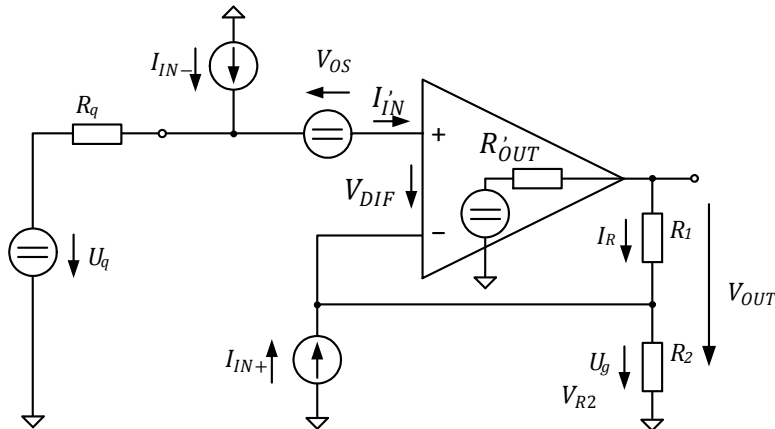 I_{IN-}
V_{OS}
I'_{IN}
R_q
+
R'_{OUT}
V_{DIF}
−
I_R
R_1
U_q
V_{OUT}
I_{IN+}
U_g
R_2
V_{R2}